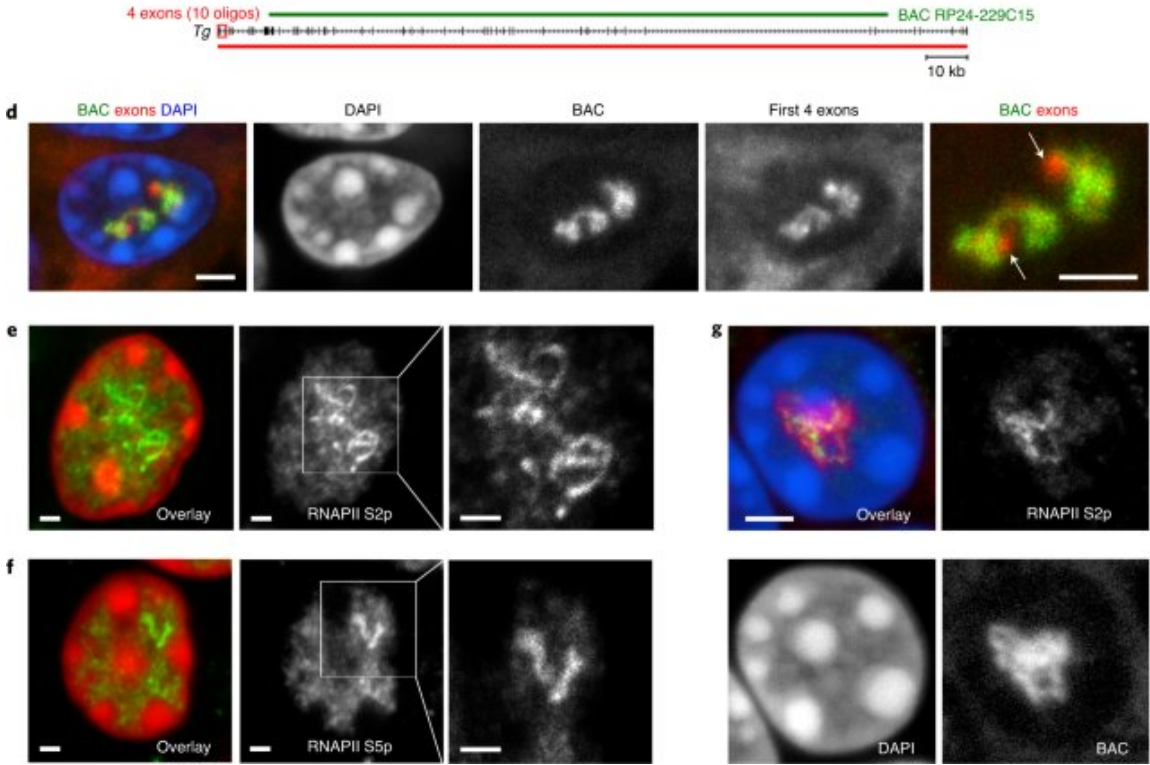 4 exons (10 oligos)
BAC RP24-229C15
Tg
10 kb
d
BAC exons DAPI
DAPI
BAC
First 4 exons
BAC exons
e
Overlay
RNAPII S2p
g
Overlay
RNAPII S2p
f
Overlay
RNAPII S5p
DAPI
BAC